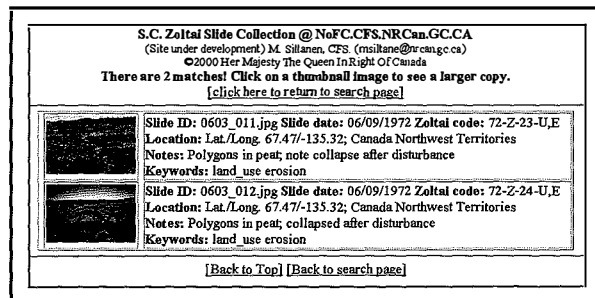 S.C. Zoltai Slide Collection @ NoFC.CFS.NRCan.GC.CA
(Site under development) M. Siltanen, CFS. (msiltane@nrcan.gc.ca)
©2000 Her Majesty The Queen In Right Of Canada
There are 2 matches! Click on a thumbnail image to see a larger copy.
[click here to return to search page]
Slide ID: 0603_011.jpg Slide date: 06/09/1972 Zoltai code: 72-Z-23-U,E
Location: Lat./Long. 67.47/-135.32; Canada Northwest Territories
Notes: Polygons in peat; note collapse after disturbance
Keywords: land_use erosion
Slide ID: 0603_012.jpg Slide date: 06/09/1972 Zoltai code: 72-Z-24-U,E
Location: Lat./Long. 67.47/-135.32; Canada Northwest Territories
Notes: Polygons in peat; collapsed after disturbance
Keywords: land_use erosion
[Back to Top] [Back to search page]